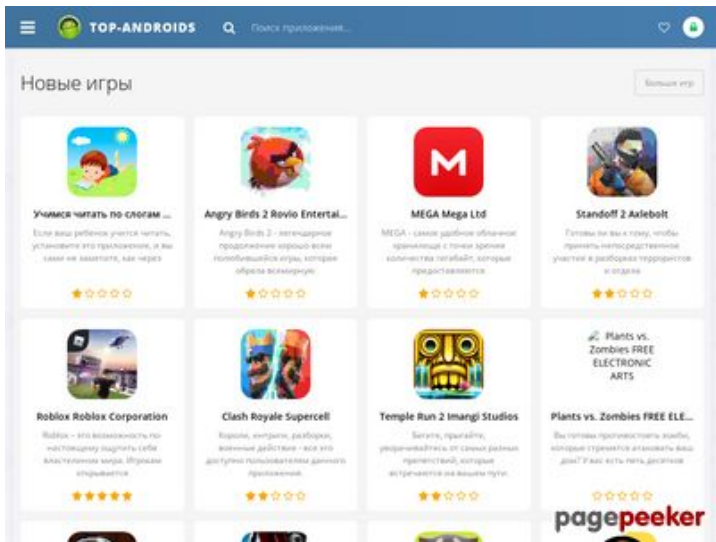 TOP-ANDROIDS
Поиск приложения...
Новые игры
Больше игр
Учимся читать по слогам ...
Если ваш ребенок учится читать,
установите это приложение, и вы
сами не заметите, как через
Angry Birds 2 Rovio Entertai...
Angry Birds 2 - легендарное
продолжение хорошо всем
полюбившейся игры, которая
обрела всемирную
M
MEGA Mega Ltd
MEGA - самое удобное облачное
хранилище с точки зрения
количества гигабайт, которые
предоставляются
Standoff 2 Axlebolt
Готовы ли вы к тому, чтобы
принять непосредственное
участие в разборках террористов
и отдела
Roblox Roblox Corporation
Roblox – это возможность по-
настоящему ощутить себя
властелином мира. Игрокам
открывается
Clash Royale Supercell
Короли, интриги, разборки,
военные действия - все это
доступно пользователям данного
приложения.
Temple Run 2 Imangi Studios
Бегите, прыгайте,
уворачивайтесь от самых разных
препятствий, которые
встречаются на вашем пути.
Plants vs.
Zombies FREE
ELECTRONIC
ARTS
Plants vs. Zombies FREE ELE...
Вы готовы противостоять зомби,
которые стремятся атаковать ваш
дом? У вас есть пять десятков
pagepeeker